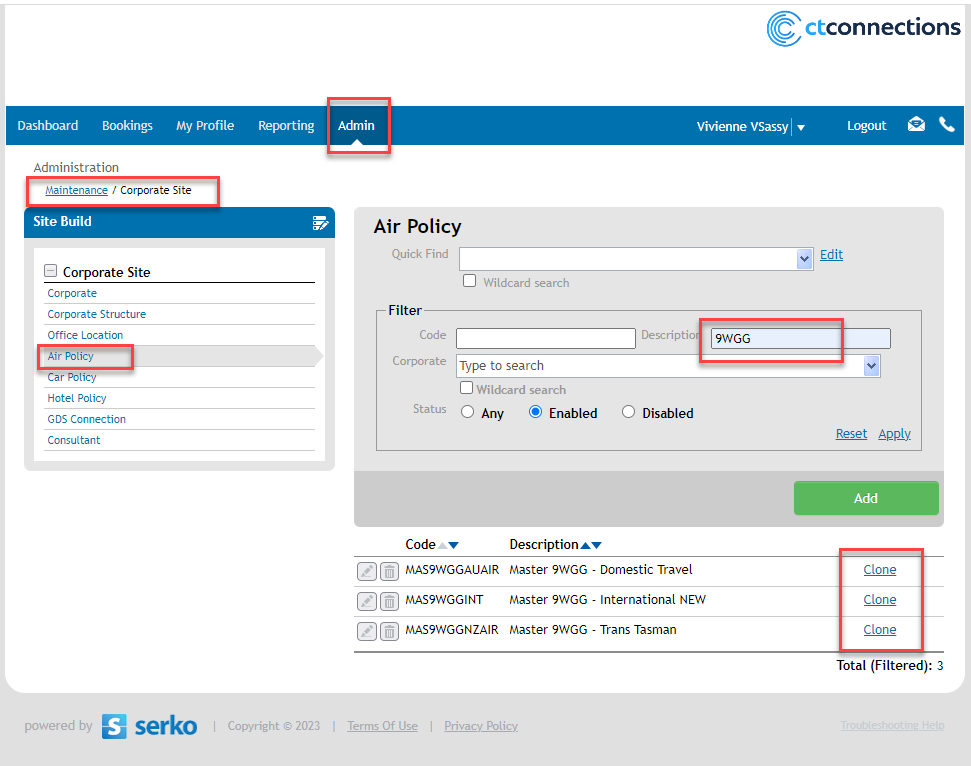 ctconnections
Dashboard Bookings My Profile Reporting Admin Vivienne VSassy Logout
Administration
Maintenance / Corporate Site
Site Build
Corporate Site
Corporate
Corporate Structure
Office Location
Air Policy
Car Policy
Hotel Policy
GDS Connection
Consultant
Air Policy
Quick Find Edit
Wildcard search
Filter
Code Description 9WGG
Corporate Type to search
Wildcard search
Status Any Enabled Disabled
Reset Apply
Add
Code Description
MAS9WGGAUAIR Master 9WGG - Domestic Travel Clone
MAS9WGGINT Master 9WGG - International NEW Clone
MAS9WGGNZAIR Master 9WGG - Trans Tasman Clone
Total (Filtered): 3
powered by S serko | Copyright © 2023 | Terms Of Use | Privacy Policy Troubleshooting Help